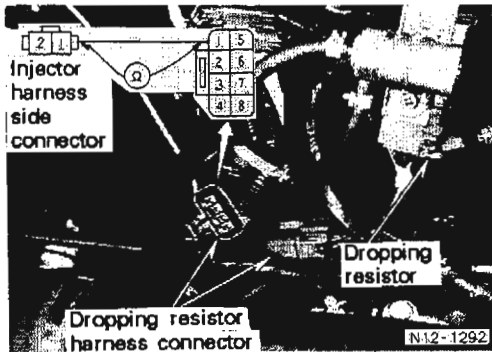 2 1
1 5
2 6
3 7
4 8
Ω
Injector
harness
side
connector
Dropping
resistor
Dropping resistor
harness connector
N12-1292